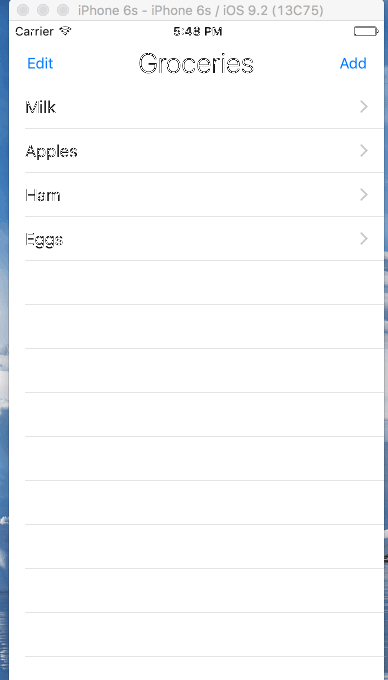 iPhone 6s - iPhone 6s / iOS 9.2 (13C75)
Carrier 5:48 PM
Edit Groceries Add
Milk
Apples
Ham
Eggs